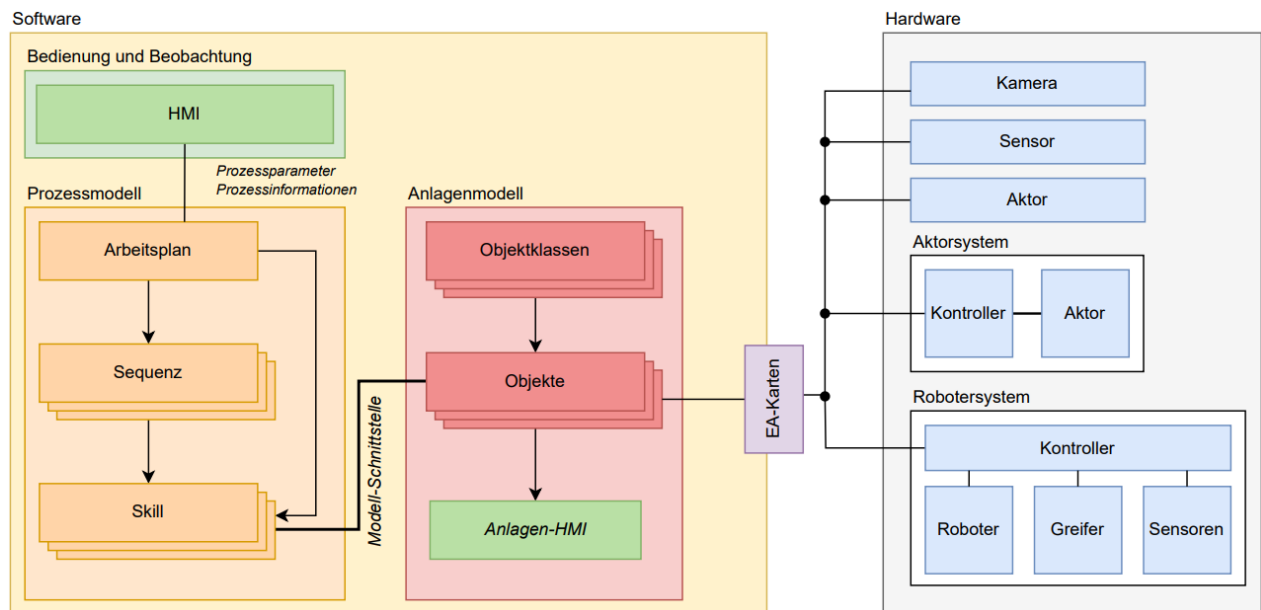 Software
Bedienung und Beobachtung
HMI
Prozessparameter
Prozessinformationen
Prozessmodell
Arbeitsplan
Sequenz
Skill
Modell-Schnittstelle
Anlagenmodell
Objektklassen
Objekte
Anlagen-HMI
EA-Karten
Hardware
Kamera
Sensor
Aktor
Aktorsystem
Kontroller
Aktor
Robotersystem
Kontroller
Roboter
Greifer
Sensoren